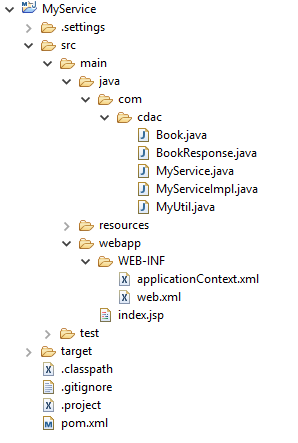 MyService
.settings
src
main
java
com
cdac
Book.java
BookResponse.java
MyService.java
MyServiceImpl.java
MyUtil.java
resources
webapp
WEB-INF
applicationContext.xml
web.xml
index.jsp
test
target
.classpath
.gitignore
.project
pom.xml